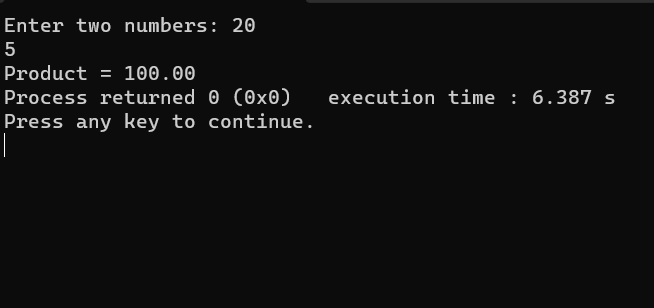 Enter two numbers: 20
5
Product = 100.00
Process returned 0 (0x0)   execution time : 6.387 s
Press any key to continue.